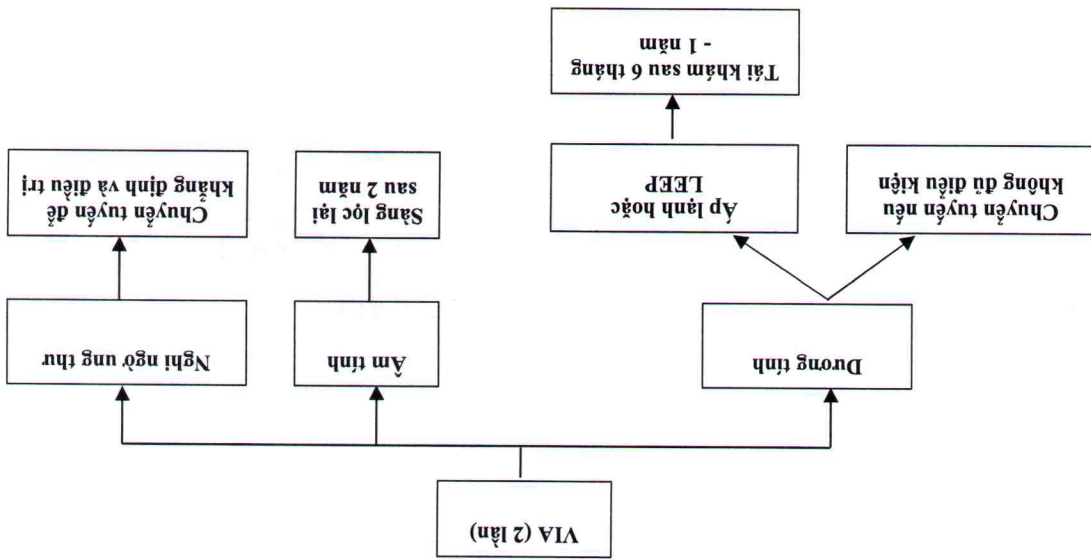 VIA (2 lần)
Dương tính
Âm tính
Nghi ngờ ung thư
Chuyển tuyến nếu
không đủ điều kiện
Áp lạnh hoặc
LEEP
Sàng lọc lại
sau 2 năm
Chuyển tuyến để
khẳng định và điều trị
Tái khám sau 6 tháng
- 1 năm